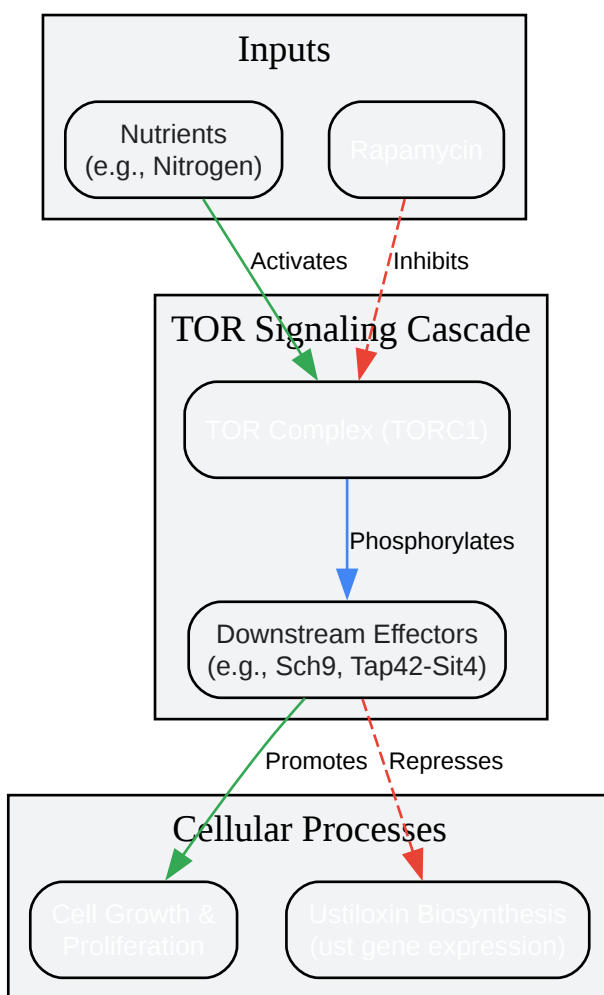 Inputs
Nutrients
(e.g., Nitrogen)
Rapamycin
Activates
Inhibits
TOR Signaling Cascade
TOR Complex (TORC1)
Phosphorylates
Downstream Effectors
(e.g., Sch9, Tap42-Sit4)
Promotes
Represses
Cellular Processes
Cell Growth &
Proliferation
Ustiloxin Biosynthesis
(ust gene expression)